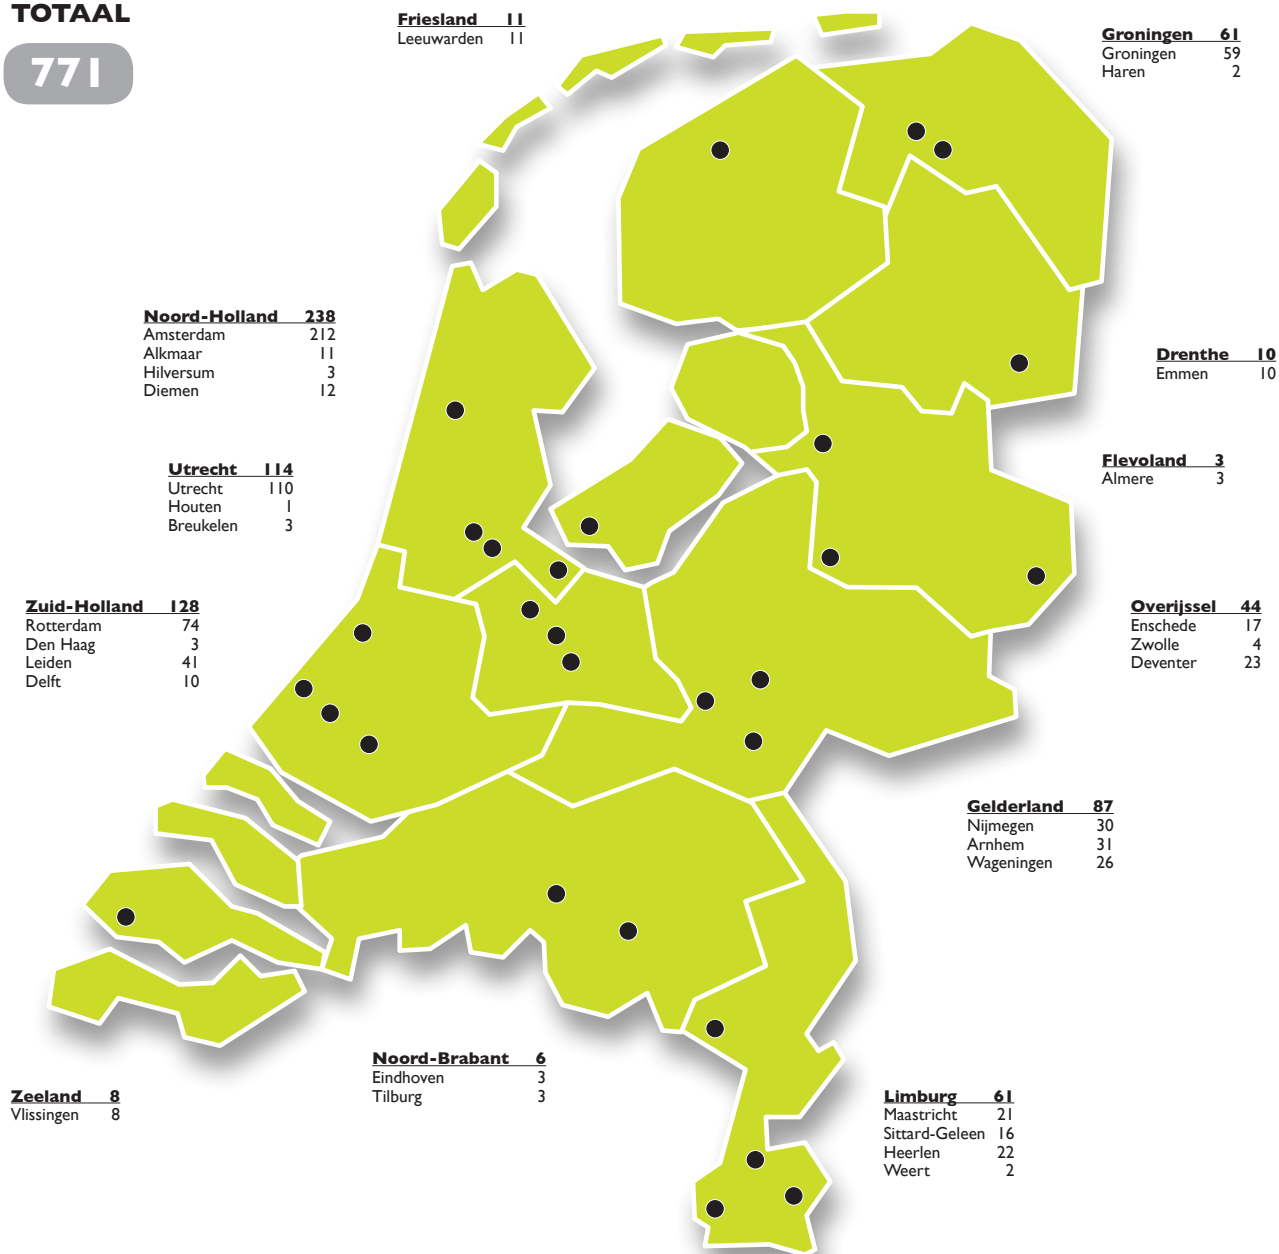 TOTAAL
771
Friesland 11
Leeuwarden 11
Groningen 61
Groningen 59
Haren 2
Noord-Holland 238
Amsterdam 212
Alkmaar 11
Hilversum 3
Diemen 12
Drenthe 10
Emmen 10
Utrecht 114
Utrecht 110
Houten 1
Breukelen 3
Flevoland 3
Almere 3
Zuid-Holland 128
Rotterdam 74
Den Haag 3
Leiden 41
Delft 10
Overijssel 44
Enschede 17
Zwolle 4
Deventer 23
Gelderland 87
Nijmegen 30
Arnhem 31
Wageningen 26
Noord-Brabant 6
Eindhoven 3
Tilburg 3
Zeeland 8
Vlissingen 8
Limburg 61
Maastricht 21
Sittard-Geleen 16
Heerlen 22
Weert 2